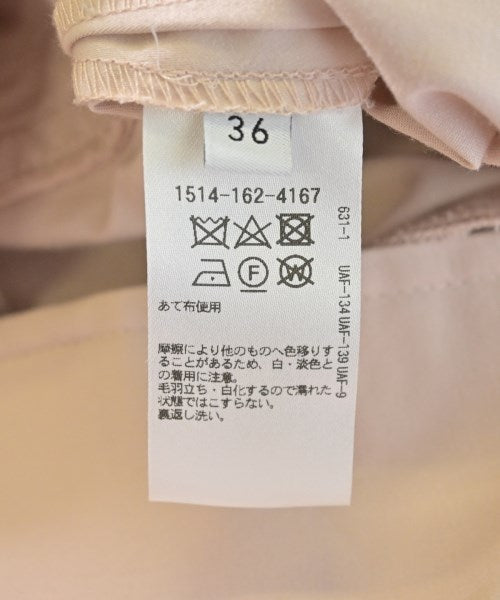 36
1514-162-4167
F
W
あて布使用
摩擦により他のものへ色移りす
ることがあるため、白・淡色と
の着用に注意。
毛羽立ち・白化するので濡れた
状態ではこすらない。
裏返し洗い。
631-1
UAF-134 UAF-139 UAF-9